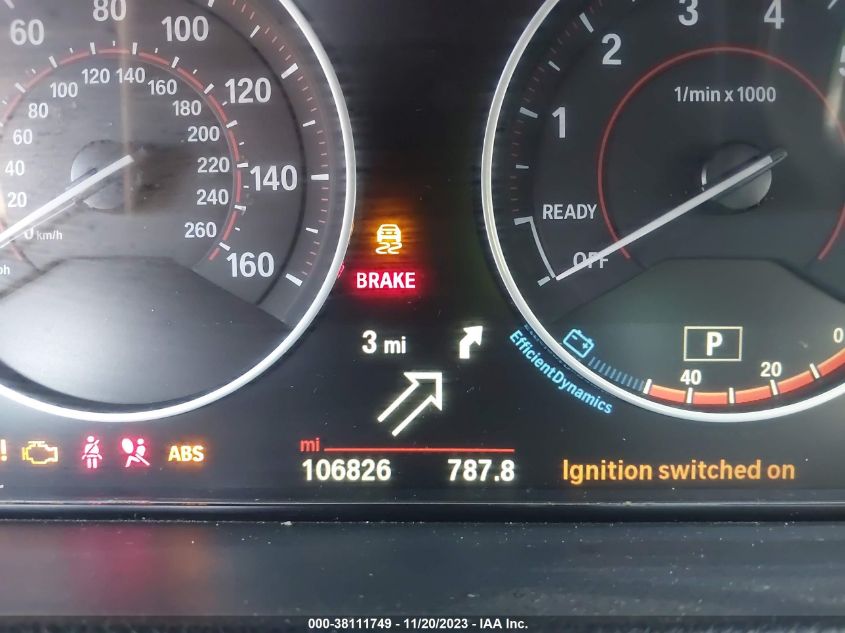 60
80
100
120
140
160
20
40
60
80
100
120
140
160
180
200
220
240
260
0 km/h
1
2
3
4
5
1/min x 1000
READY
OFF
BRAKE
3 mi
EfficientDynamics
P
40
20
0
! ABS
mi
106826 787.8
Ignition switched on
000-38111749 - 11/20/2023 - IAA Inc.